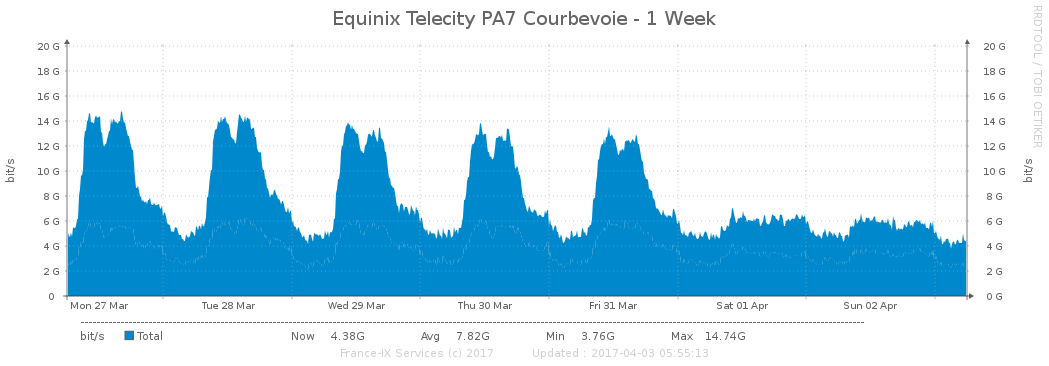 Equinix Telecity PA7 Courbevoie - 1 Week
RRDTOOL / TOBI OETIKER
20 G 20 G
18 G 18 G
16 G 16 G
14 G 14 G
12 G 12 G
10 G 10 G
8 G 8 G
6 G 6 G
4 G 4 G
2 G 2 G
0 0 G
bit/s bit/s
Mon 27 Mar Tue 28 Mar Wed 29 Mar Thu 30 Mar Fri 31 Mar Sat 01 Apr Sun 02 Apr
bit/s Total Now 4.38G Avg 7.82G Min 3.76G Max 14.74G
France-IX Services (c) 2017 Updated : 2017-04-03 05:55:13